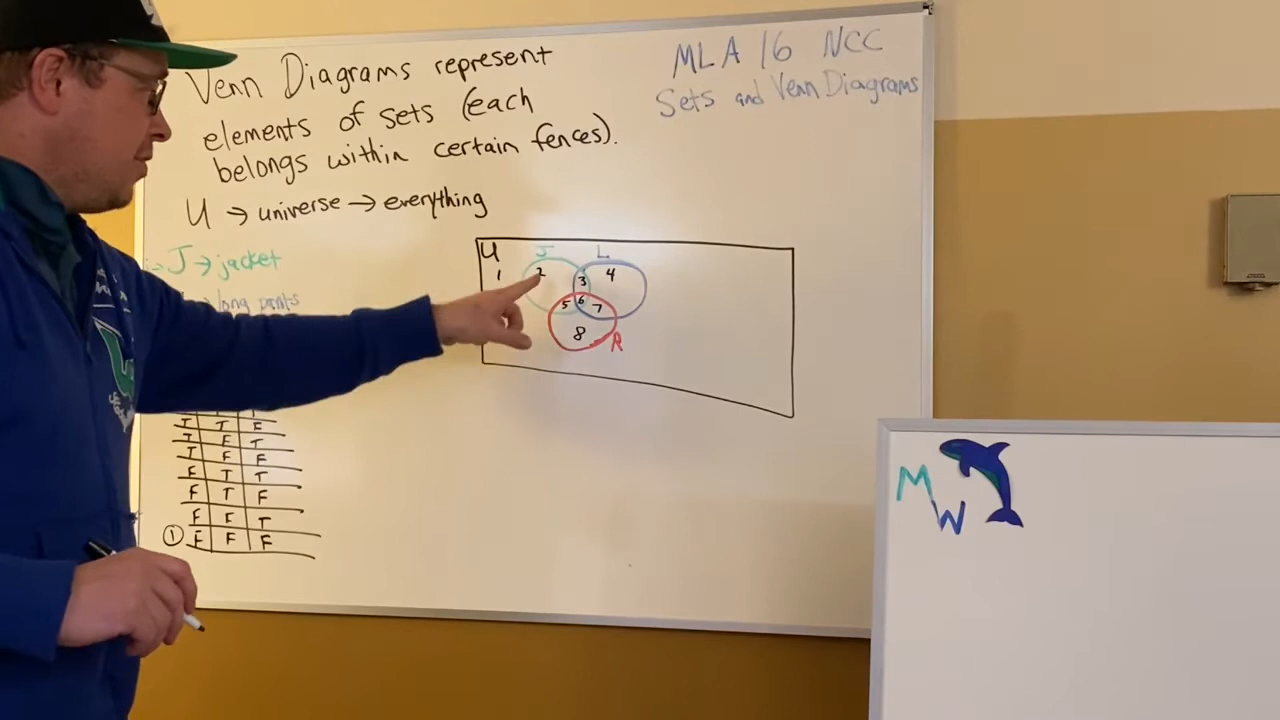 Venn Diagrams represent
elements of sets (each
belongs within certain fences).
U → universe → everything
MLA 16 NCC
Sets and Venn Diagrams
J → jacket
long pants
U
J
L
1
2
3
4
5
6
7
8
R
T T F
T F T
T F F
F T T
F T F
F F T
① F F F
M
W